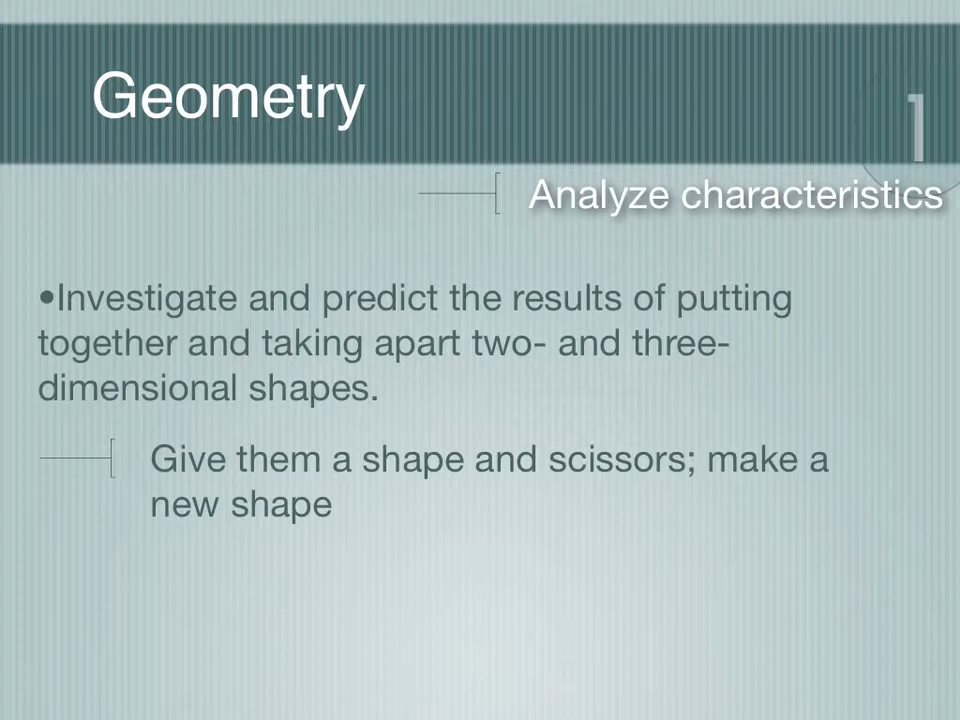 Geometry
1
Analyze characteristics
•Investigate and predict the results of putting
together and taking apart two- and three-
dimensional shapes.
Give them a shape and scissors; make a
new shape